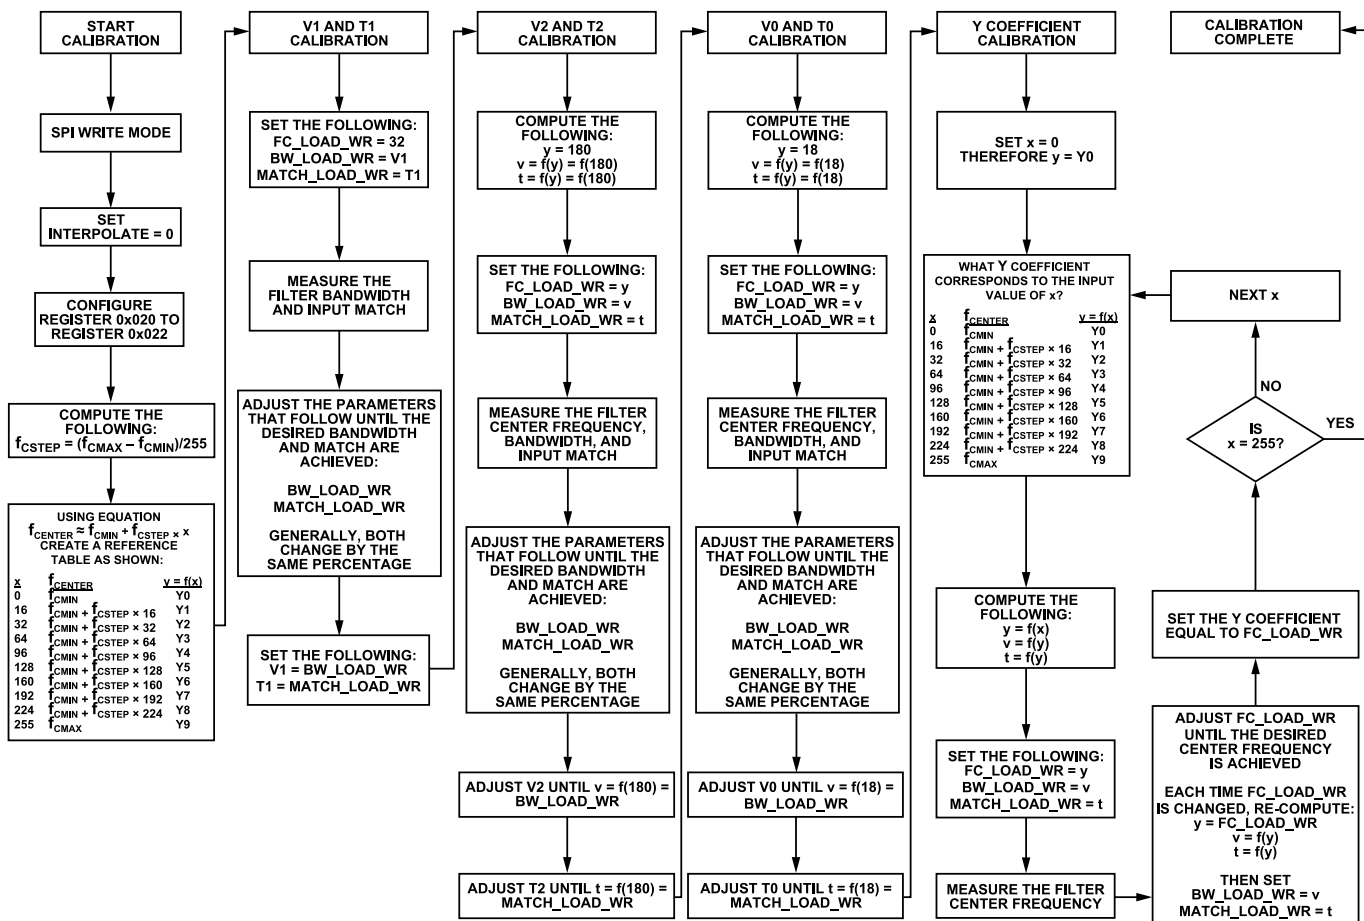 START
CALIBRATION
SPI WRITE MODE
SET
INTERPOLATE = 0
CONFIGURE
REGISTER 0x020 TO
REGISTER 0x022
COMPUTE THE
FOLLOWING:
fCSTEP = (fCMAX – fCMIN)/255
USING EQUATION
fCENTER ≈ fCMIN + fCSTEP × x
CREATE A REFERENCE
TABLE AS SHOWN:
x fCENTER y = f(x)
0 fCMIN Y0
16 fCMIN + fCSTEP × 16 Y1
32 fCMIN + fCSTEP × 32 Y2
64 fCMIN + fCSTEP × 64 Y3
96 fCMIN + fCSTEP × 96 Y4
128 fCMIN + fCSTEP × 128 Y5
160 fCMIN + fCSTEP × 160 Y6
192 fCMIN + fCSTEP × 192 Y7
224 fCMIN + fCSTEP × 224 Y8
255 fCMAX Y9
V1 AND T1
CALIBRATION
SET THE FOLLOWING:
FC_LOAD_WR = 32
BW_LOAD_WR = V1
MATCH_LOAD_WR = T1
MEASURE THE
FILTER BANDWIDTH
AND INPUT MATCH
ADJUST THE PARAMETERS
THAT FOLLOW UNTIL THE
DESIRED BANDWIDTH
AND MATCH ARE
ACHIEVED:
BW_LOAD_WR
MATCH_LOAD_WR
GENERALLY, BOTH
CHANGE BY THE
SAME PERCENTAGE
SET THE FOLLOWING:
V1 = BW_LOAD_WR
T1 = MATCH_LOAD_WR
V2 AND T2
CALIBRATION
COMPUTE THE
FOLLOWING:
y = 180
v = f(y) = f(180)
t = f(y) = f(180)
SET THE FOLLOWING:
FC_LOAD_WR = y
BW_LOAD_WR = v
MATCH_LOAD_WR = t
MEASURE THE FILTER
CENTER FREQUENCY,
BANDWIDTH, AND
INPUT MATCH
ADJUST THE PARAMETERS
THAT FOLLOW UNTIL THE
DESIRED BANDWIDTH
AND MATCH ARE
ACHIEVED:
BW_LOAD_WR
MATCH_LOAD_WR
GENERALLY, BOTH
CHANGE BY THE
SAME PERCENTAGE
ADJUST V2 UNTIL v = f(180) =
BW_LOAD_WR
ADJUST T2 UNTIL t = f(180) =
MATCH_LOAD_WR
V0 AND T0
CALIBRATION
COMPUTE THE
FOLLOWING:
y = 18
v = f(y) = f(18)
t = f(y) = f(18)
SET THE FOLLOWING:
FC_LOAD_WR = y
BW_LOAD_WR = v
MATCH_LOAD_WR = t
MEASURE THE FILTER
CENTER FREQUENCY,
BANDWIDTH, AND
INPUT MATCH
ADJUST THE PARAMETERS
THAT FOLLOW UNTIL THE
DESIRED BANDWIDTH
AND MATCH ARE
ACHIEVED:
BW_LOAD_WR
MATCH_LOAD_WR
GENERALLY, BOTH
CHANGE BY THE
SAME PERCENTAGE
ADJUST V0 UNTIL v = f(18) =
BW_LOAD_WR
ADJUST T0 UNTIL t = f(18) =
MATCH_LOAD_WR
Y COEFFICIENT
CALIBRATION
SET x = 0
THEREFORE y = Y0
WHAT Y COEFFICIENT
CORRESPONDS TO THE INPUT
VALUE OF x?
x fCENTER y = f(x)
0 fCMIN Y0
16 fCMIN + fCSTEP × 16 Y1
32 fCMIN + fCSTEP × 32 Y2
64 fCMIN + fCSTEP × 64 Y3
96 fCMIN + fCSTEP × 96 Y4
128 fCMIN + fCSTEP × 128 Y5
160 fCMIN + fCSTEP × 160 Y6
192 fCMIN + fCSTEP × 192 Y7
224 fCMIN + fCSTEP × 224 Y8
255 fCMAX Y9
COMPUTE THE
FOLLOWING:
y = f(x)
v = f(y)
t = f(y)
SET THE FOLLOWING:
FC_LOAD_WR = y
BW_LOAD_WR = v
MATCH_LOAD_WR = t
MEASURE THE FILTER
CENTER FREQUENCY
CALIBRATION
COMPLETE
NEXT x
NO
YES
IS
x = 255?
SET THE Y COEFFICIENT
EQUAL TO FC_LOAD_WR
ADJUST FC_LOAD_WR
UNTIL THE DESIRED
CENTER FREQUENCY
IS ACHIEVED
EACH TIME FC_LOAD_WR
IS CHANGED, RE-COMPUTE:
y = FC_LOAD_WR
v = f(y)
t = f(y)
THEN SET
BW_LOAD_WR = v
MATCH_LOAD_WR = t